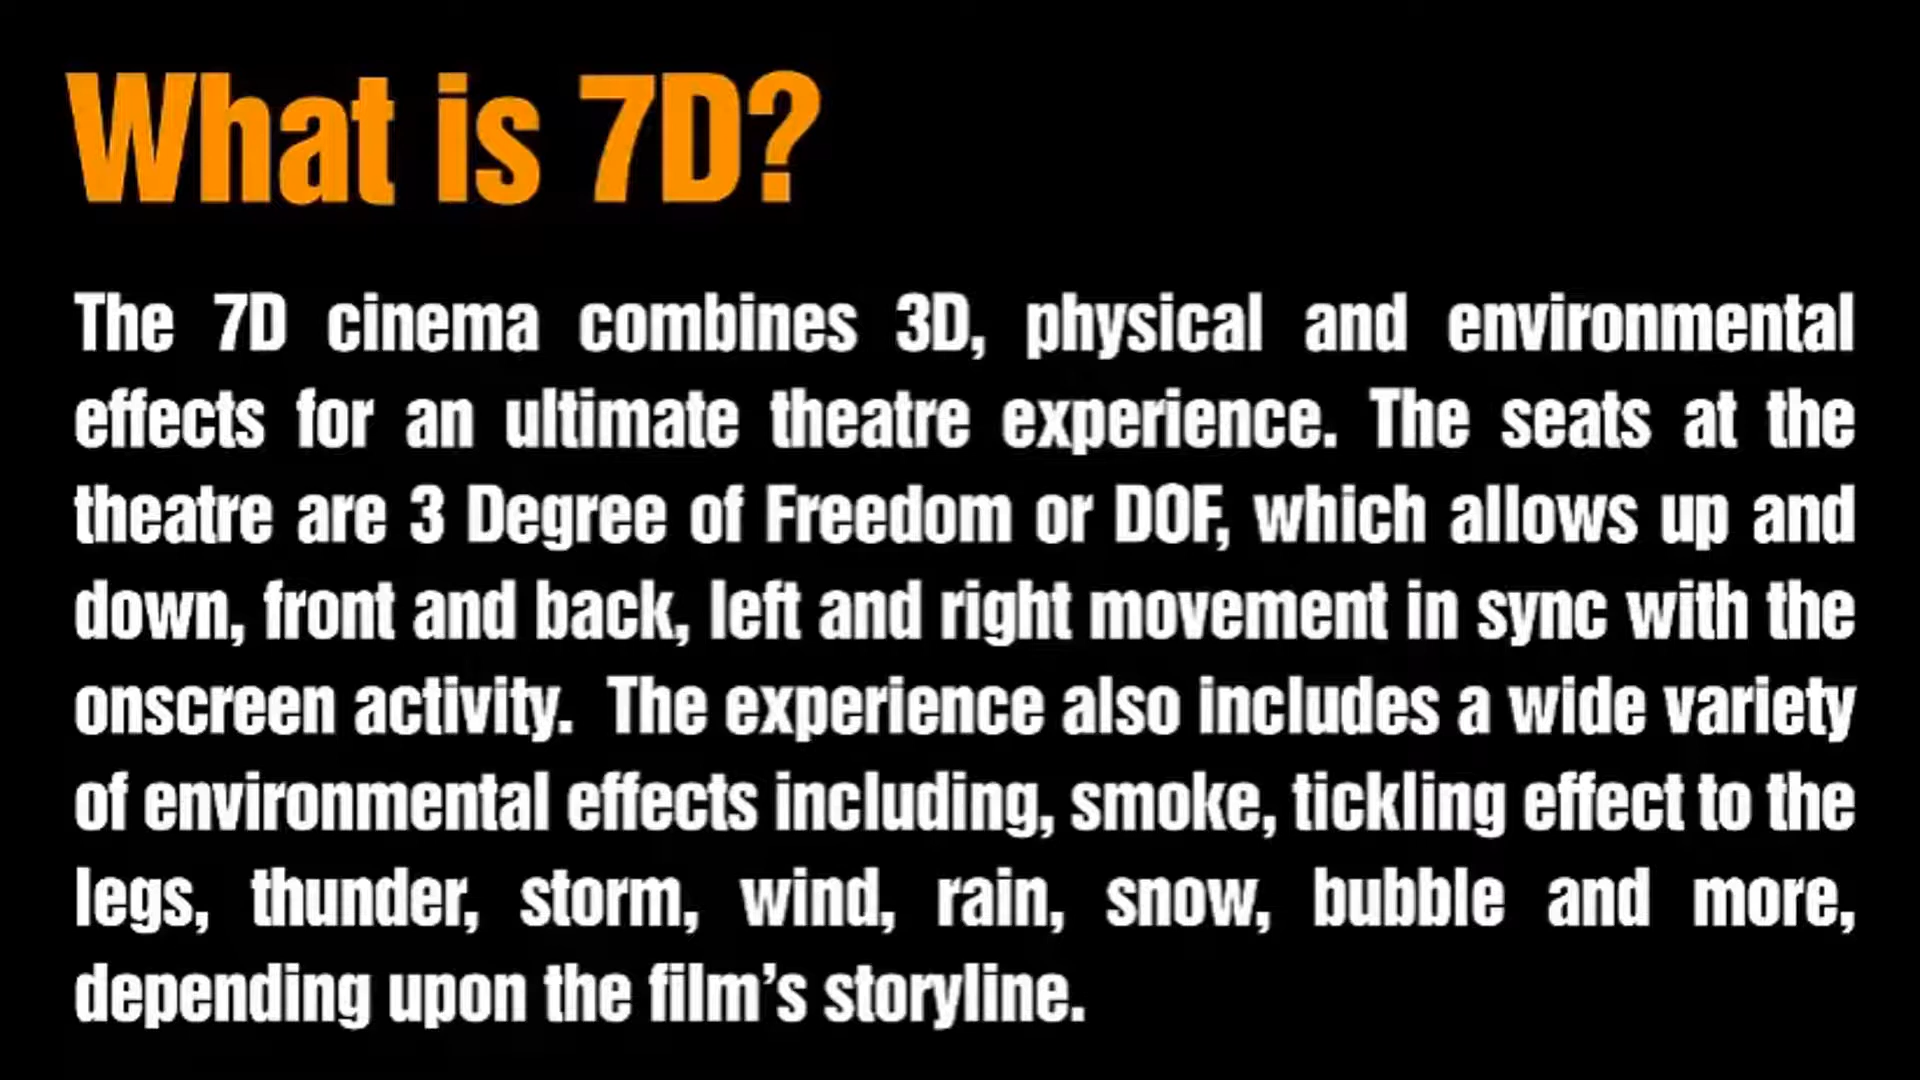 What is 7D?
The 7D cinema combines 3D, physical and environmental
effects for an ultimate theatre experience. The seats at the
theatre are 3 Degree of Freedom or DOF, which allows up and
down, front and back, left and right movement in sync with the
onscreen activity.  The experience also includes a wide variety
of environmental effects including, smoke, tickling effect to the
legs, thunder, storm, wind, rain, snow, bubble and more,
depending upon the film’s storyline.